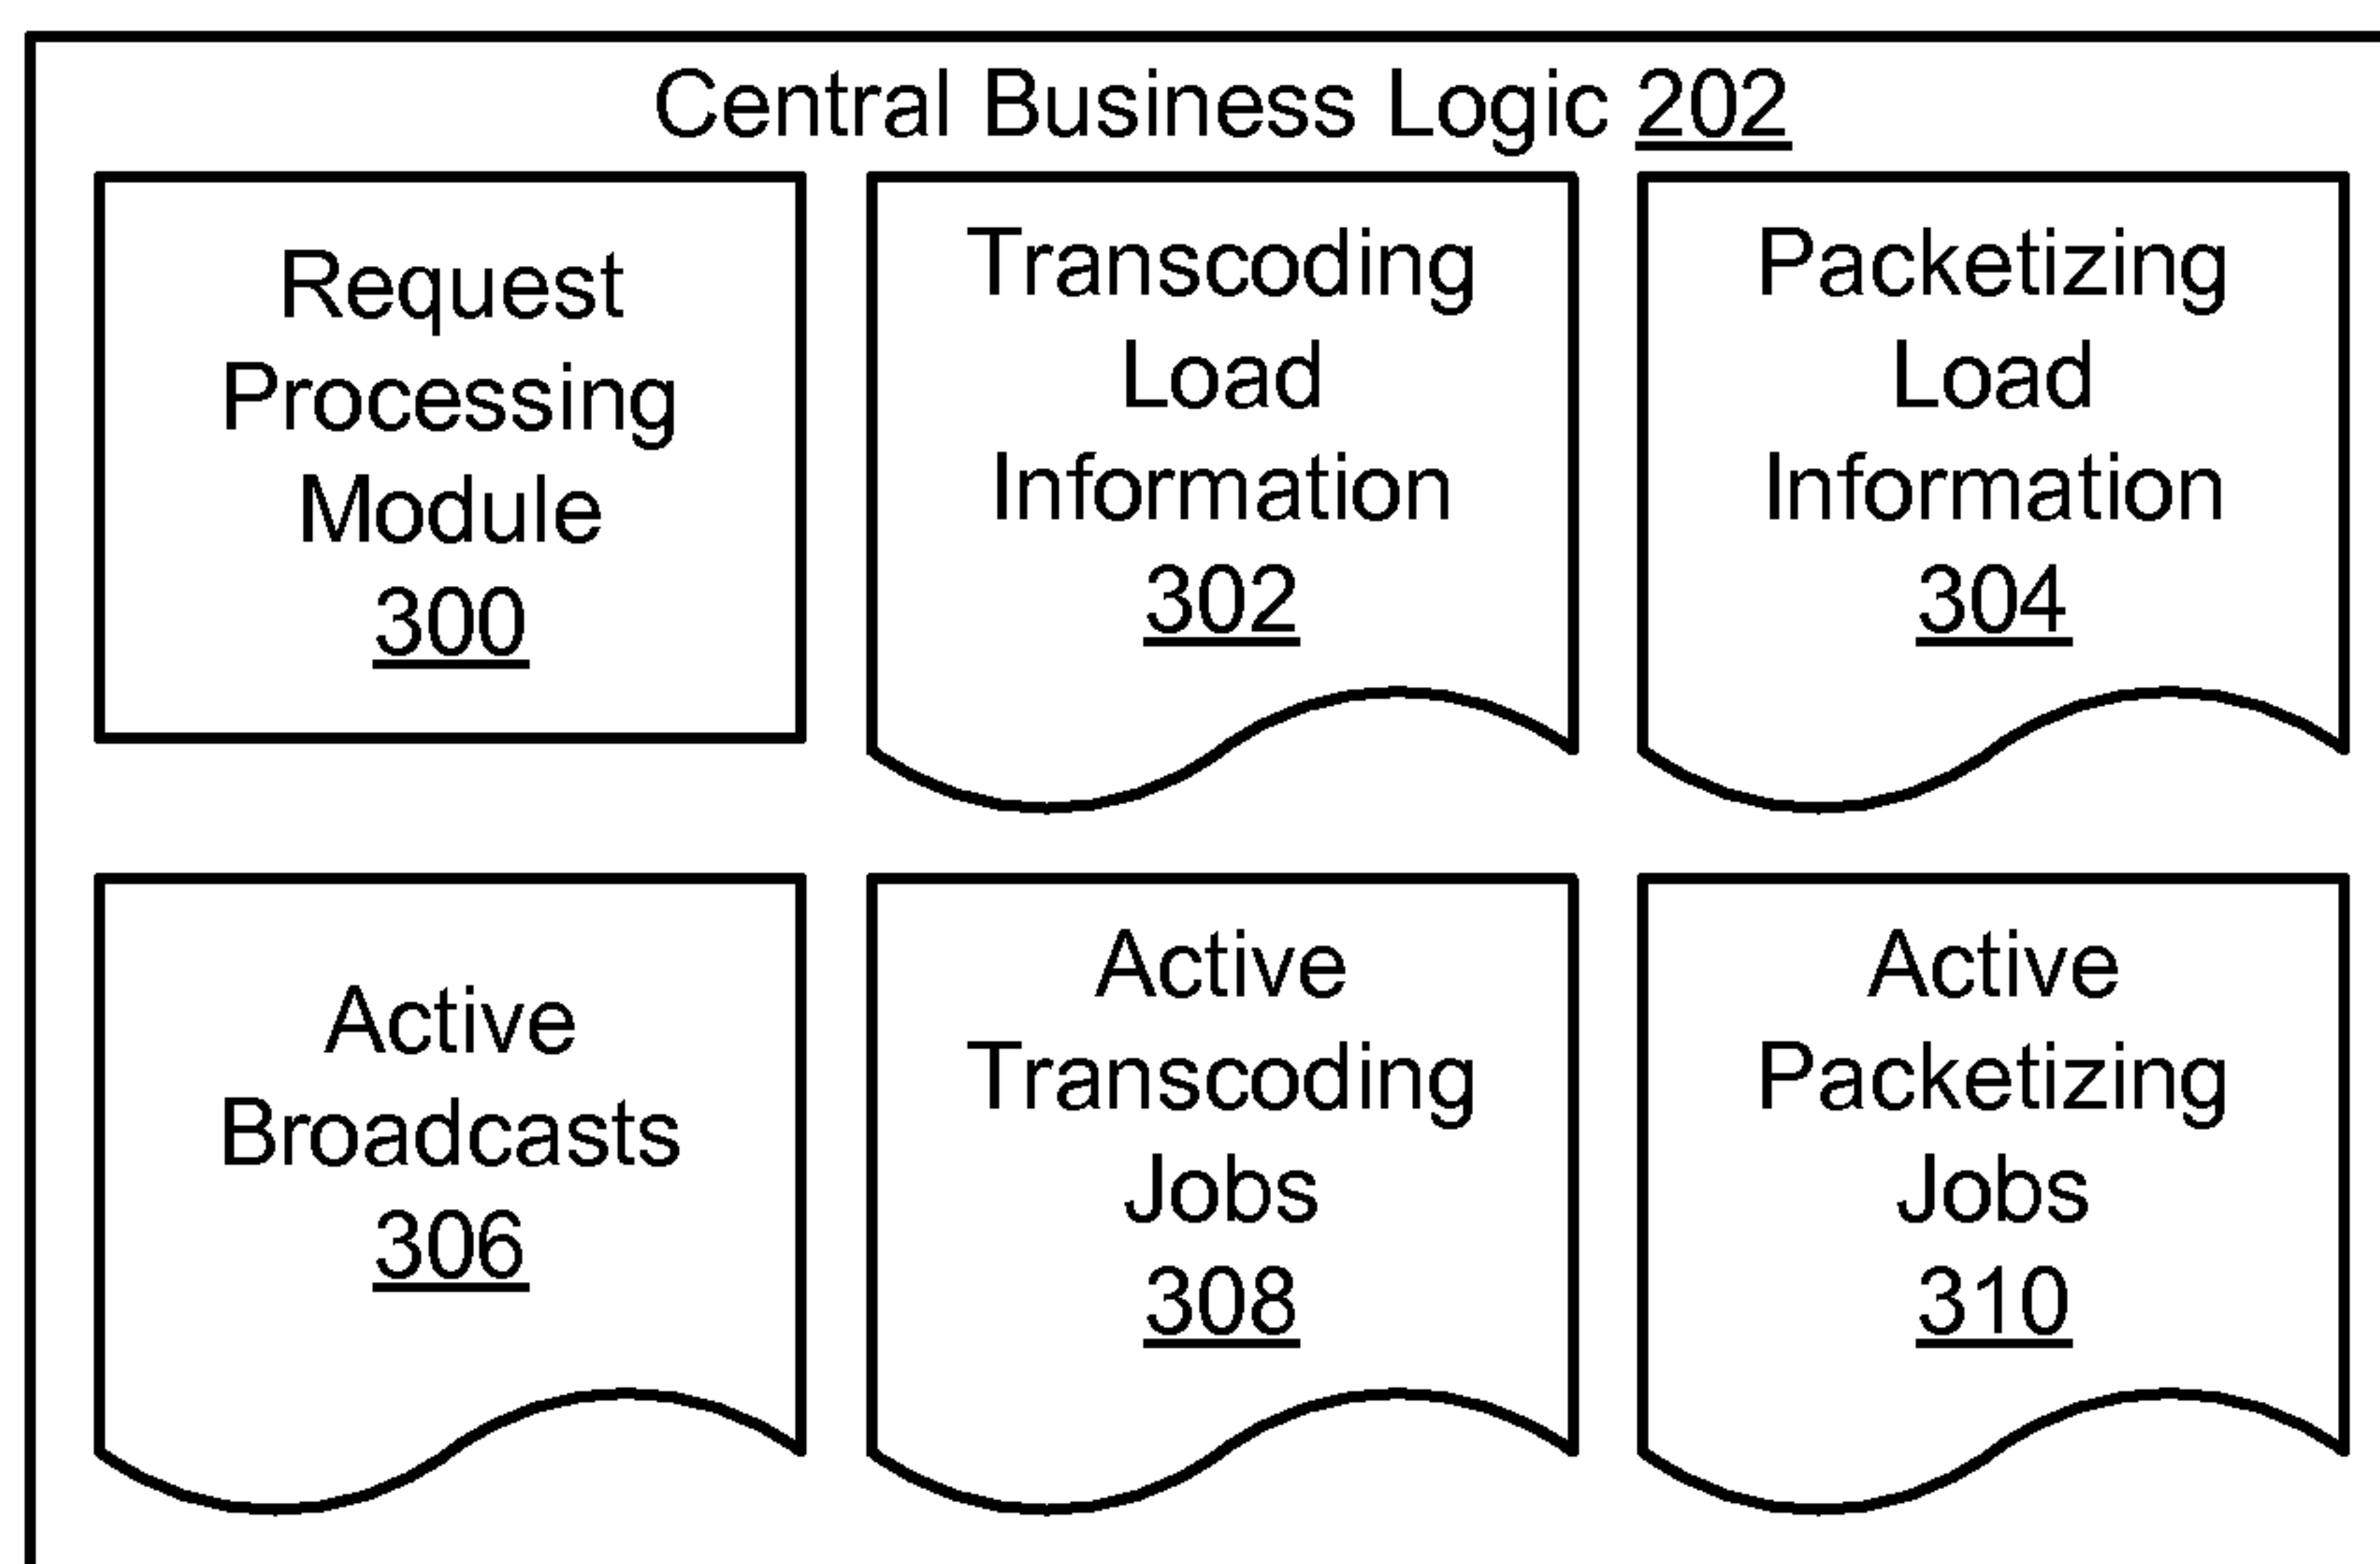 Central Business Logic 202
Request
Processing
Module
300
Transcoding
Load
Information
302
Packetizing
Load
Information
304
Active
Broadcasts
306
Active
Transcoding
Jobs
308
Active
Packetizing
Jobs
310